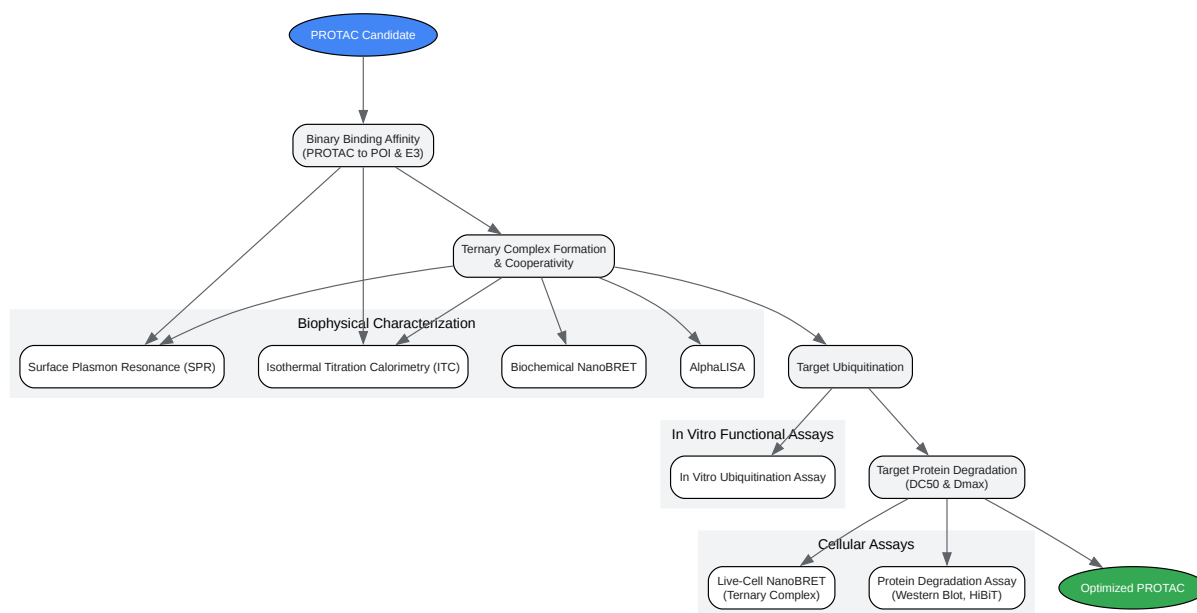 PROTAC Candidate
Binary Binding Affinity
(PROTAC to POI & E3)
Ternary Complex Formation
& Cooperativity
Biophysical Characterization
Surface Plasmon Resonance (SPR)
Isothermal Titration Calorimetry (ITC)
Biochemical NanoBRET
AlphaLISA
Target Ubiquitination
In Vitro Functional Assays
In Vitro Ubiquitination Assay
Target Protein Degradation
(DC50 & Dmax)
Cellular Assays
Live-Cell NanoBRET
(Ternary Complex)
Protein Degradation Assay
(Western Blot, HiBiT)
Optimized PROTAC